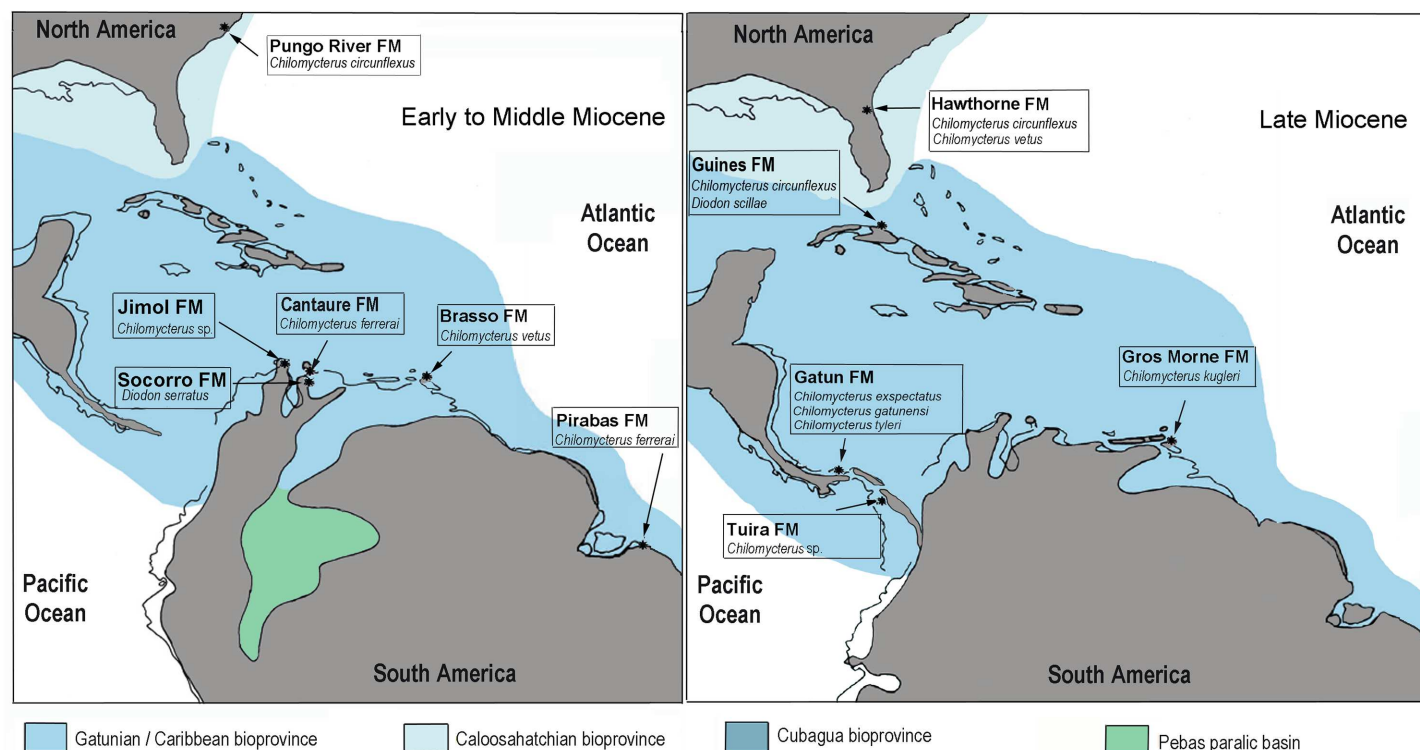 North America
Pungo River FM
Chilomycterus circunflexus
Early to Middle Miocene
Atlantic
Ocean
Jimol FM
Chilomycterus sp.
Cantaure FM
Chilomycterus ferrerai
Brasso FM
Chilomycterus vetus
Socorro FM
Diodon serratus
Pirabas FM
Chilomycterus ferrerai
Pacific
Ocean
South America
North America
Hawthorne FM
Chilomycterus circunflexus
Chilomycterus vetus
Late Miocene
Guines FM
Chilomycterus circunflexus
Diodon scillae
Atlantic
Ocean
Gros Morne FM
Chilomycterus kugleri
Gatun FM
Chilomycterus exspectatus
Chilomycterus gatunensi
Chilomycterus tyleri
Tuira FM
Chilomycterus sp.
Pacific
Ocean
South America
Gatunian / Caribbean bioprovince
Caloosahatchian bioprovince
Cubagua bioprovince
Pebas paralic basin